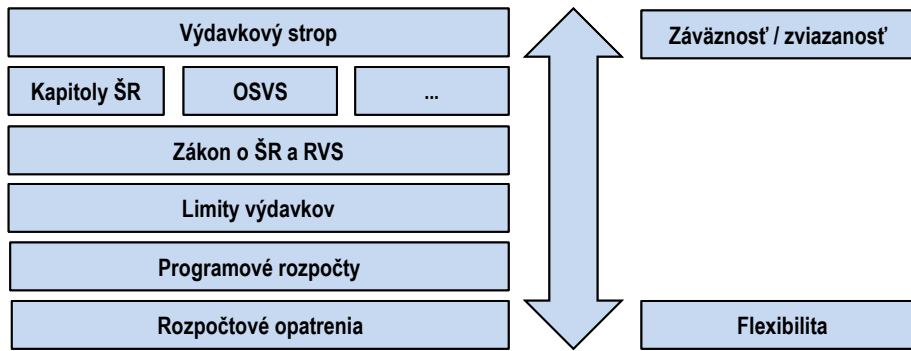 Výdavkový strop
Záväznosť / zviazanosť
Kapitoly ŠR
OSVS
...
Zákon o ŠR a RVS
Limity výdavkov
Programové rozpočty
Rozpočtové opatrenia
Flexibilita